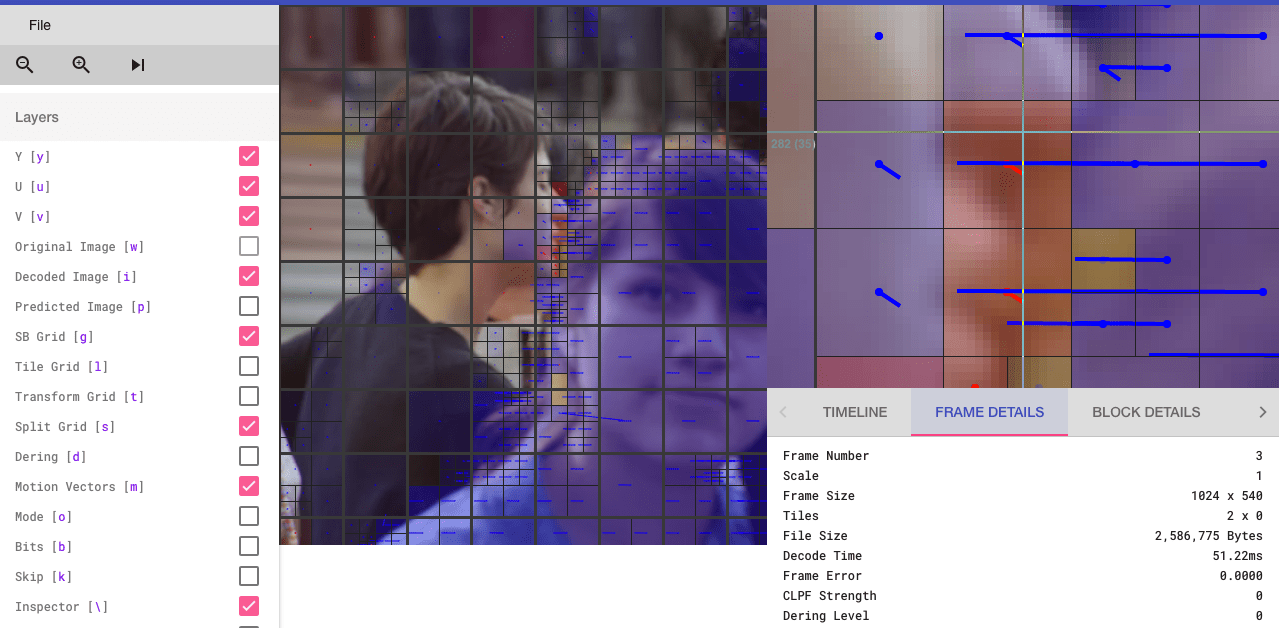 File
Layers
Y [y]
U [u]
V [v]
Original Image [w]
Decoded Image [i]
Predicted Image [p]
SB Grid [g]
Tile Grid [l]
Transform Grid [t]
Split Grid [s]
Dering [d]
Motion Vectors [m]
Mode [o]
Bits [b]
Skip [k]
Inspector [\]
282 (35)
TIMELINE
FRAME DETAILS
BLOCK DETAILS
Frame Number 3
Scale 1
Frame Size 1024 x 540
Tiles 2 x 0
File Size 2,586,775 Bytes
Decode Time 51.22ms
Frame Error 0.0000
CLPF Strength 0
Dering Level 0